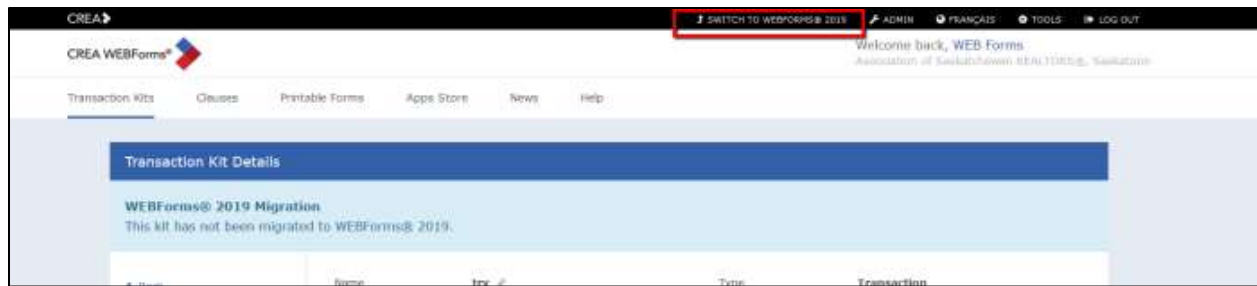 CREA
SWITCH TO WEBFORMS® 2019 ADMIN FRANÇAIS TOOLS LOG OUT
CREA WEBForms®
Welcome back, WEB Forms
Association of Saskatchewan REALTORS®, Saskatoon
Transaction Kits Clauses Printable Forms Apps Store News Help
Transaction Kit Details
WEBForms® 2019 Migration
This kit has not been migrated to WEBForms® 2019.
Name try Type Transaction